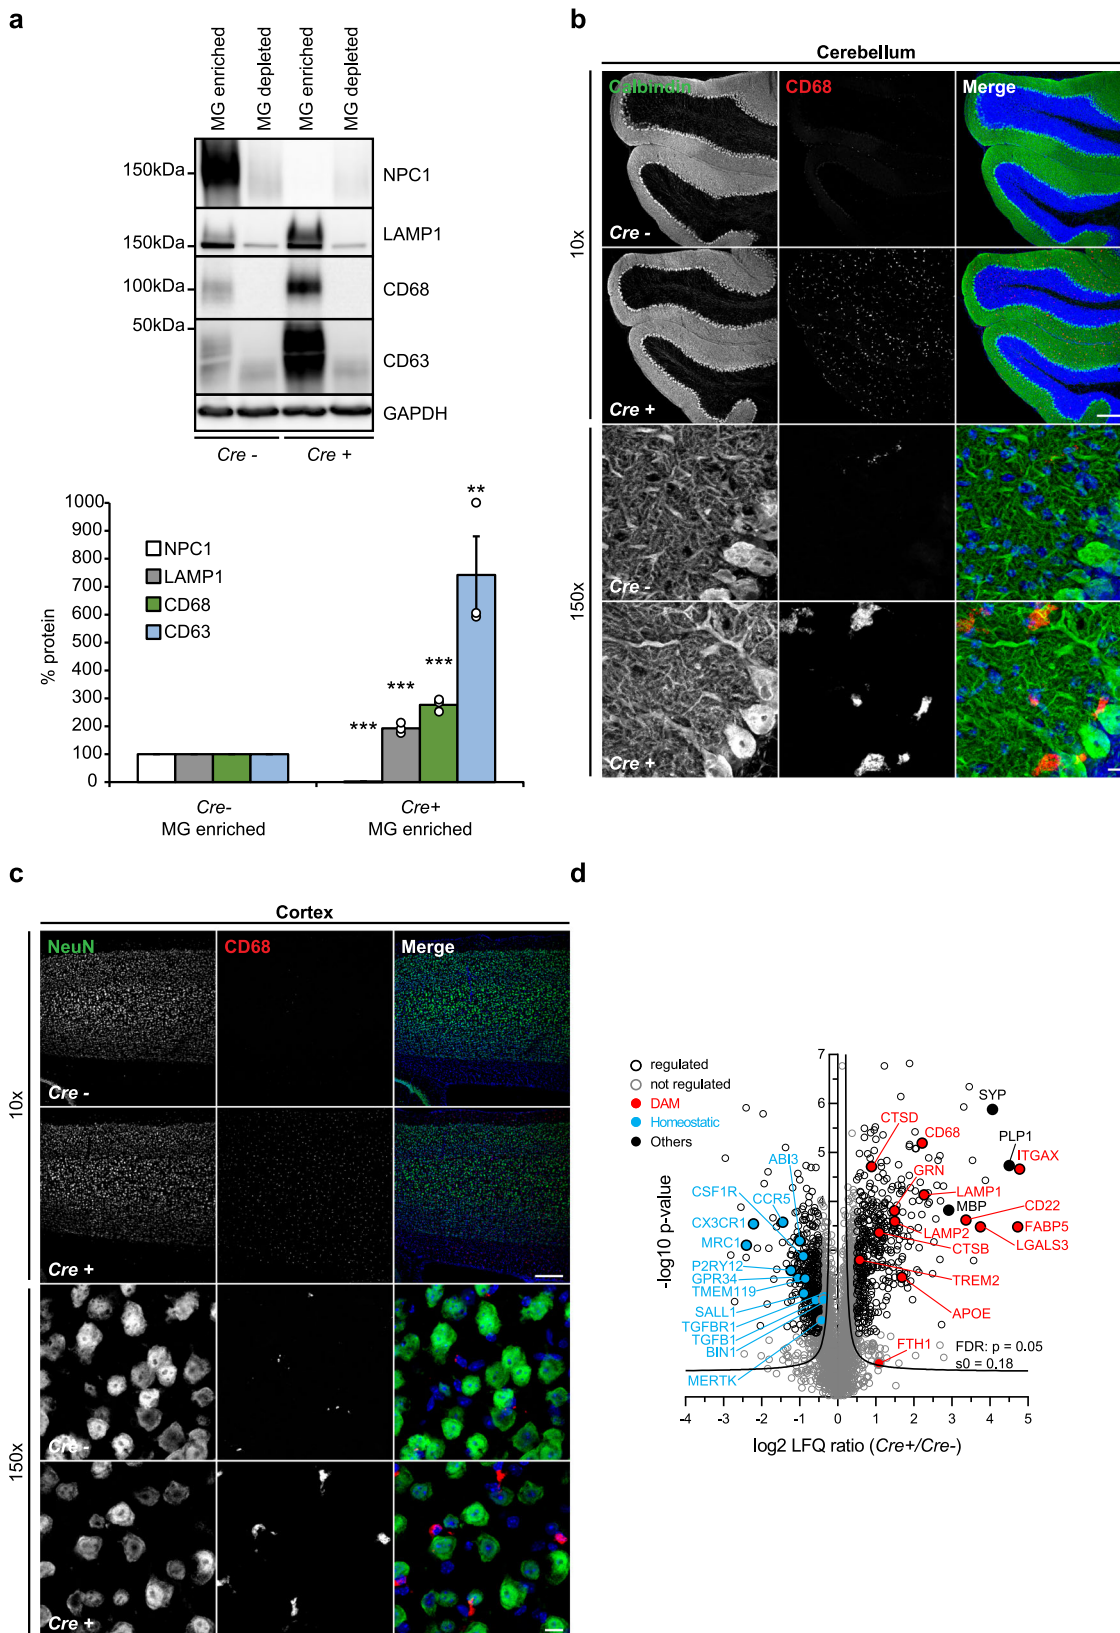 a
MG enriched
MG depleted
MG enriched
MG depleted
150kDa
NPC1
150kDa
LAMP1
100kDa
CD68
50kDa
CD63
GAPDH
Cre -
Cre +
% protein
1000
900
800
700
600
500
400
300
200
100
0
NPC1
LAMP1
CD68
CD63
***
***
***
**
Cre-
MG enriched
Cre+
MG enriched
b
Cerebellum
Calbindin
CD68
Merge
10x
Cre -
Cre +
150x
Cre -
Cre +
c
Cortex
NeuN
CD68
Merge
10x
Cre -
Cre +
150x
Cre -
Cre +
d
regulated
not regulated
DAM
Homeostatic
Others
-log10 p-value
7
6
5
4
SYP
CTSD
CD68
PLP1
ITGAX
GRN
LAMP1
MBP
CD22
LAMP2
FABP5
CTSB
LGALS3
TREM2
APOE
FTH1
ABI3
CSF1R
CCR5
CX3CR1
MRC1
P2RY12
GPR34
TMEM119
SALL1
TGFBR1
TGFB1
BIN1
MERTK
FDR: p = 0.05
s0 = 0.18
-4 -3 -2 -1 0 1 2 3 4 5
log2 LFQ ratio (Cre+/Cre-)